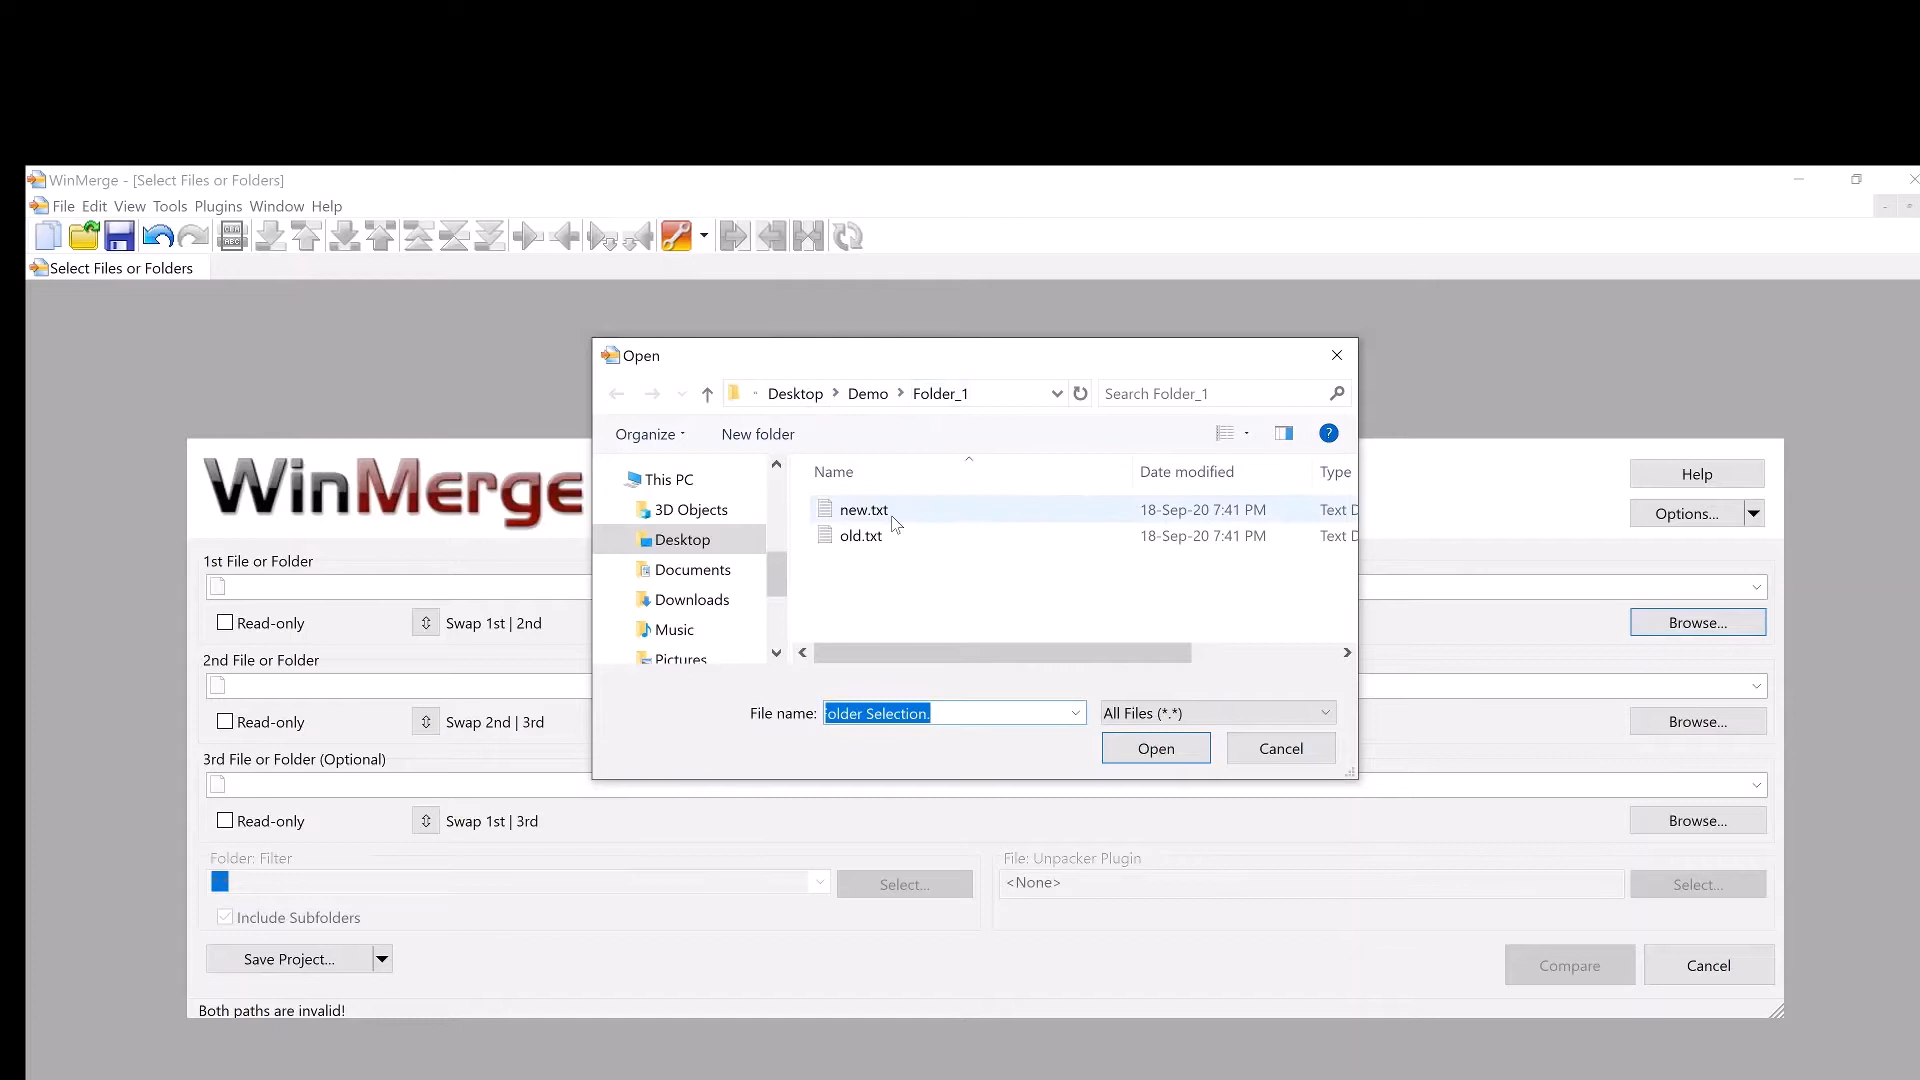 WinMerge - [Select Files or Folders]
File Edit View Tools Plugins Window Help
Select Files or Folders
Open
Desktop > Demo > Folder_1
Search Folder_1
Organize
New folder
This PC
3D Objects
Desktop
Documents
Downloads
Music
Pictures
Name Date modified Type
new.txt 18-Sep-20 7:41 PM Text D
old.txt 18-Sep-20 7:41 PM Text D
File name: older Selection.
All Files (*.*)
Open
Cancel
WinMerge
Help
Options...
1st File or Folder
Read-only
Swap 1st | 2nd
Browse...
2nd File or Folder
Read-only
Swap 2nd | 3rd
Browse...
3rd File or Folder (Optional)
Read-only
Swap 1st | 3rd
Browse...
Folder: Filter
Select...
Include Subfolders
File: Unpacker Plugin
<None>
Select...
Save Project...
Compare
Cancel
Both paths are invalid!